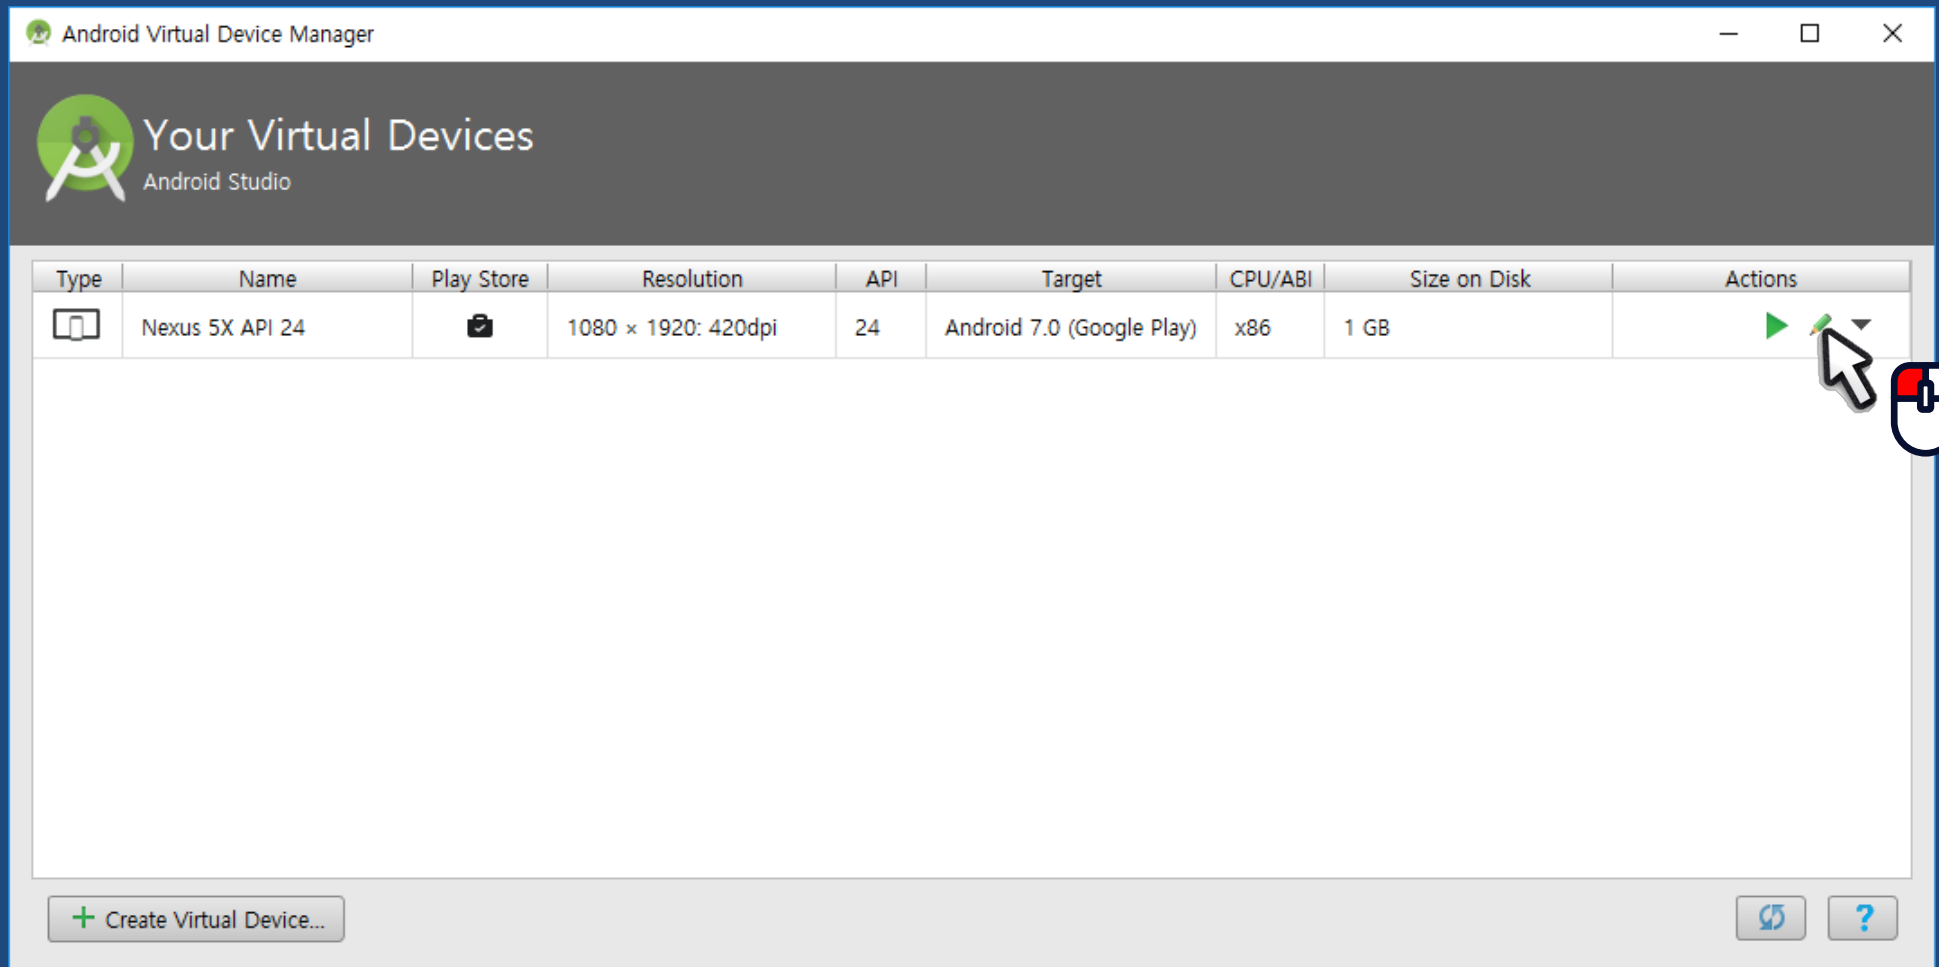 Android Virtual Device Manager
Your Virtual Devices
Android Studio
Type Name Play Store Resolution API Target CPU/ABI Size on Disk Actions
Nexus 5X API 24 1080 × 1920: 420dpi 24 Android 7.0 (Google Play) x86 1 GB
+ Create Virtual Device...
?